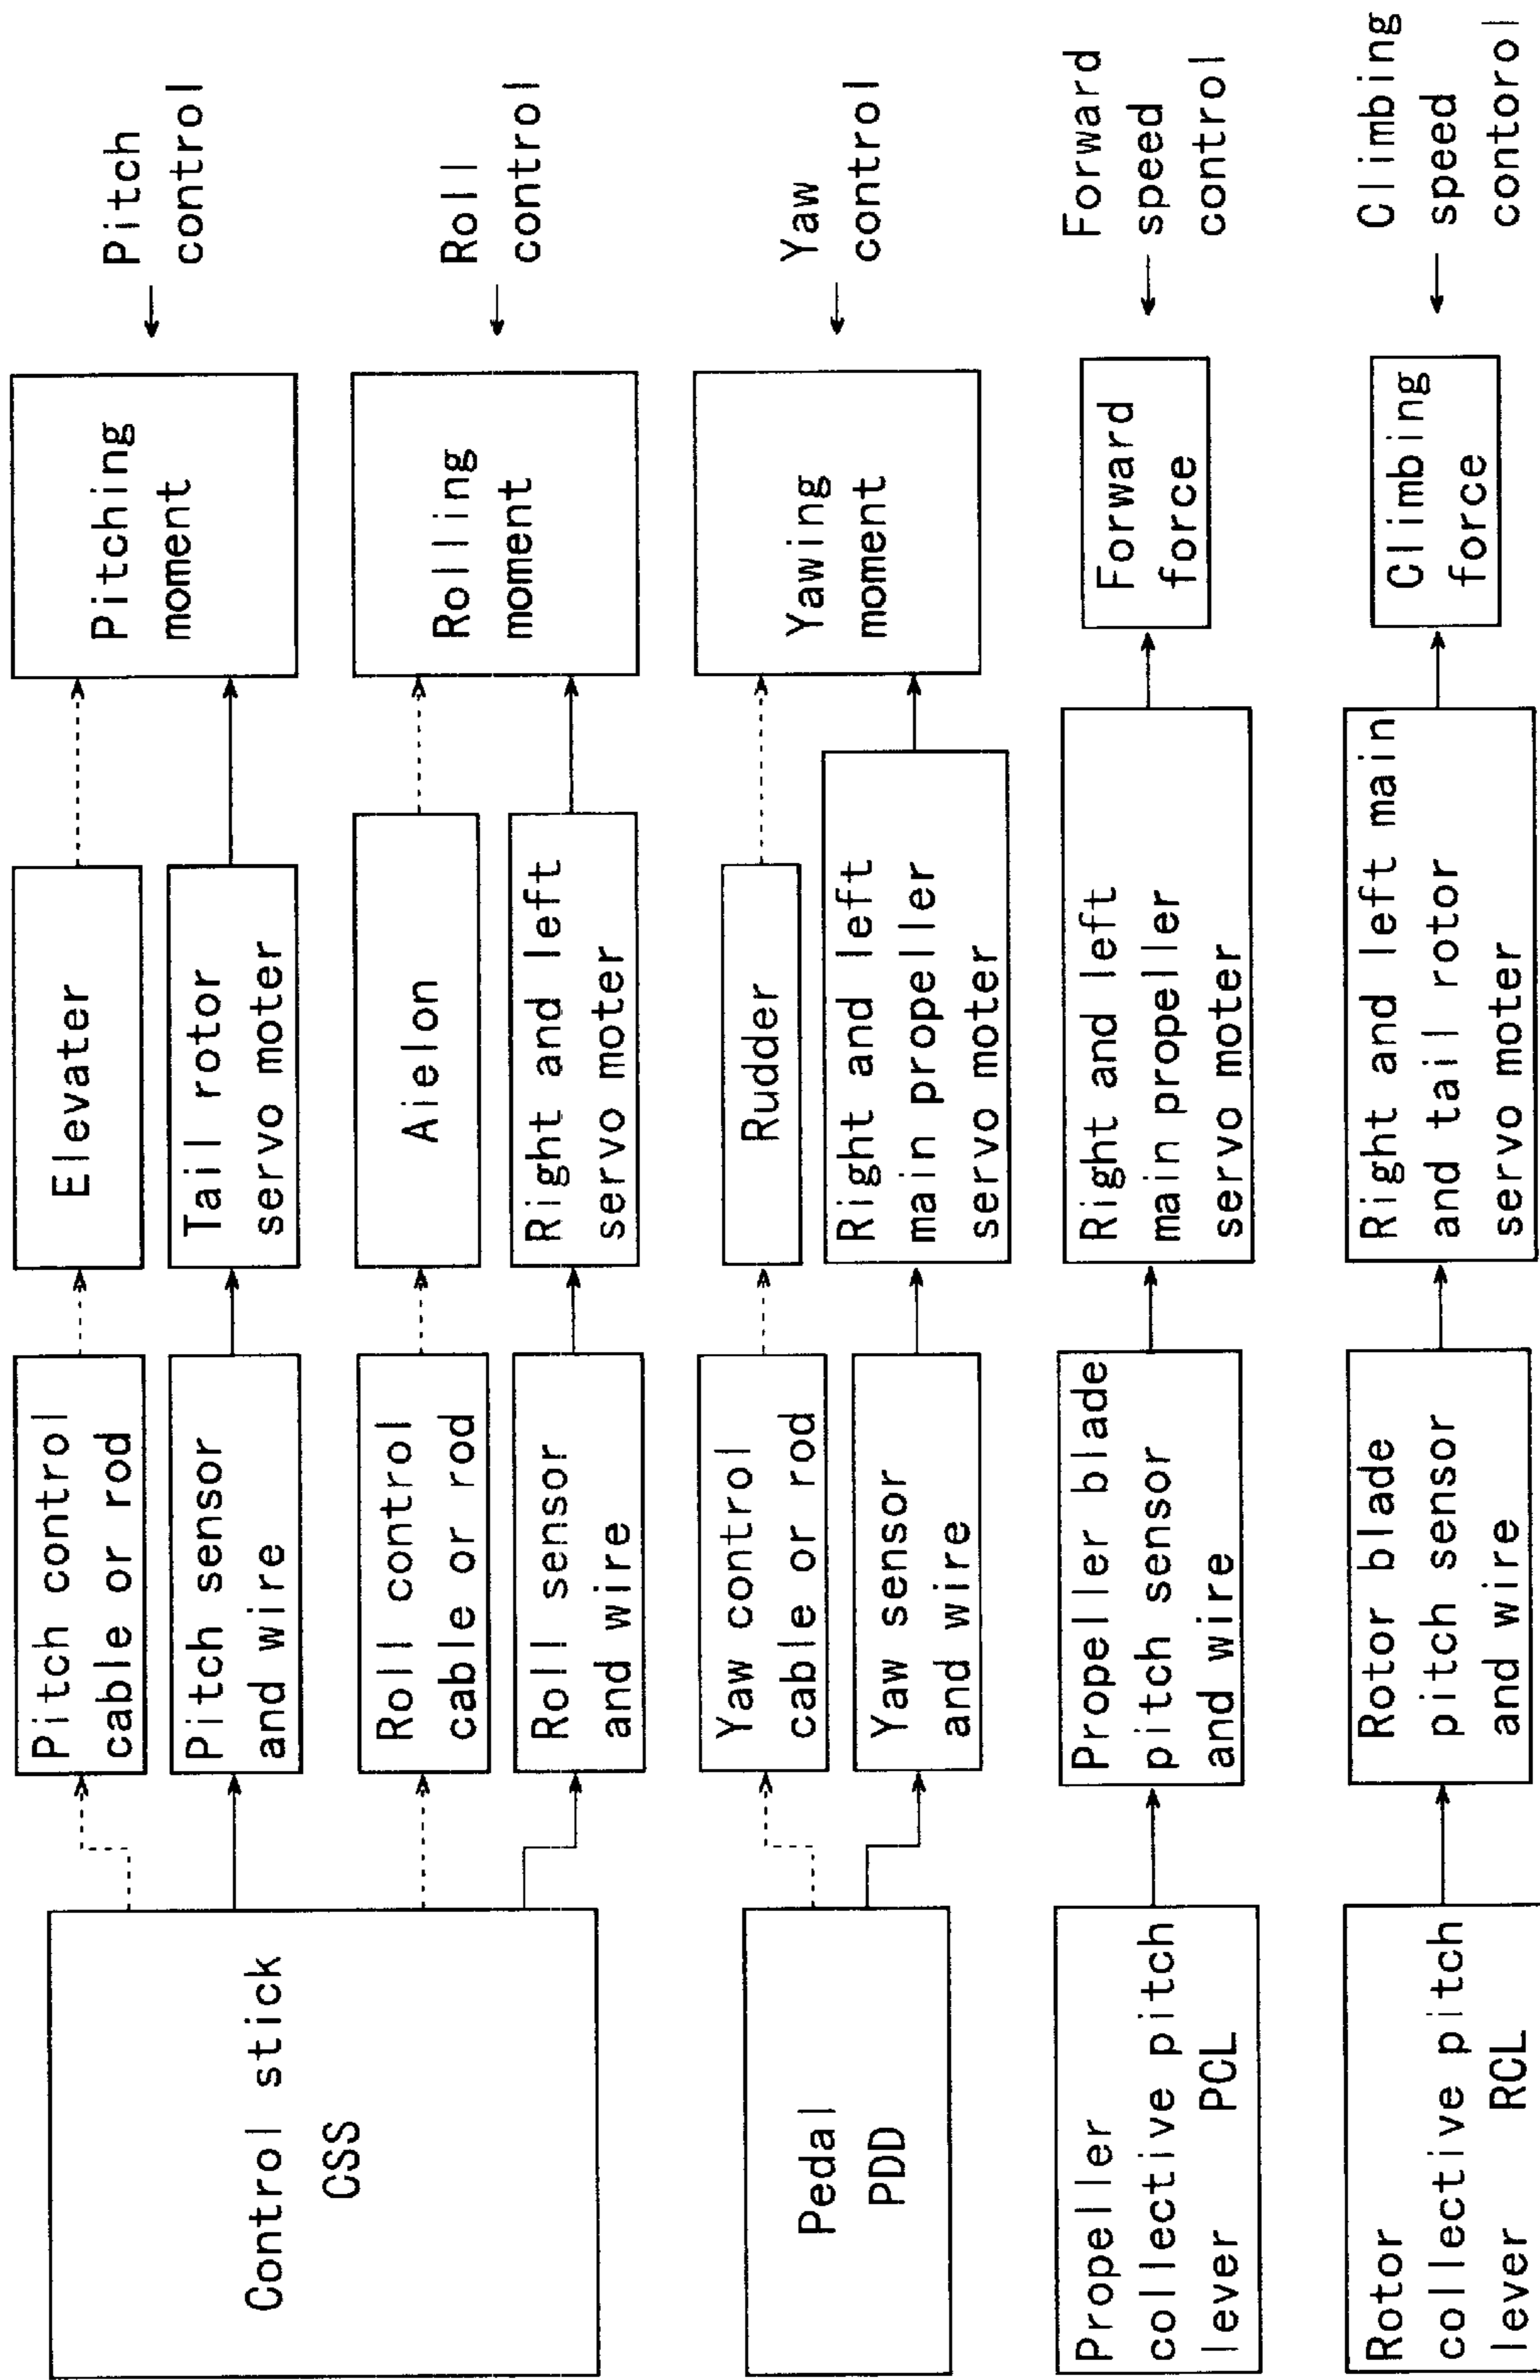 Control stick
CSS
Pitch control
cable or rod
Elevater
Pitching
moment
Pitch
control
Pitch sensor
and wire
Tail rotor
servo moter
Roll control
cable or rod
Aielon
Rolling
moment
Roll
control
Roll sensor
and wire
Right and left
servo moter
Pedal
PDD
Yaw control
cable or rod
Rudder
Yawing
moment
Yaw
control
Yaw sensor
and wire
Right and left
main propeller
servo moter
Propeller
collective pitch
lever PCL
Propeller blade
pitch sensor
and wire
Right and left
main propeller
servo moter
Forward
force
Forward
speed
control
Rotor
collective pitch
lever RCL
Rotor blade
pitch sensor
and wire
Right and left main
and tail rotor
servo moter
Climbing
force
Climbing
speed
contorol